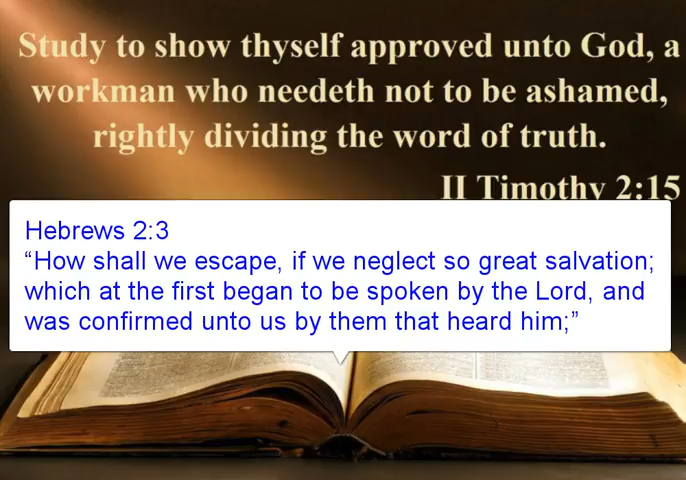 Study to show thyself approved unto God, a
workman who needeth not to be ashamed,
rightly dividing the word of truth.
II Timothy 2:15
Hebrews 2:3
“How shall we escape, if we neglect so great salvation;
which at the first began to be spoken by the Lord, and
was confirmed unto us by them that heard him;”